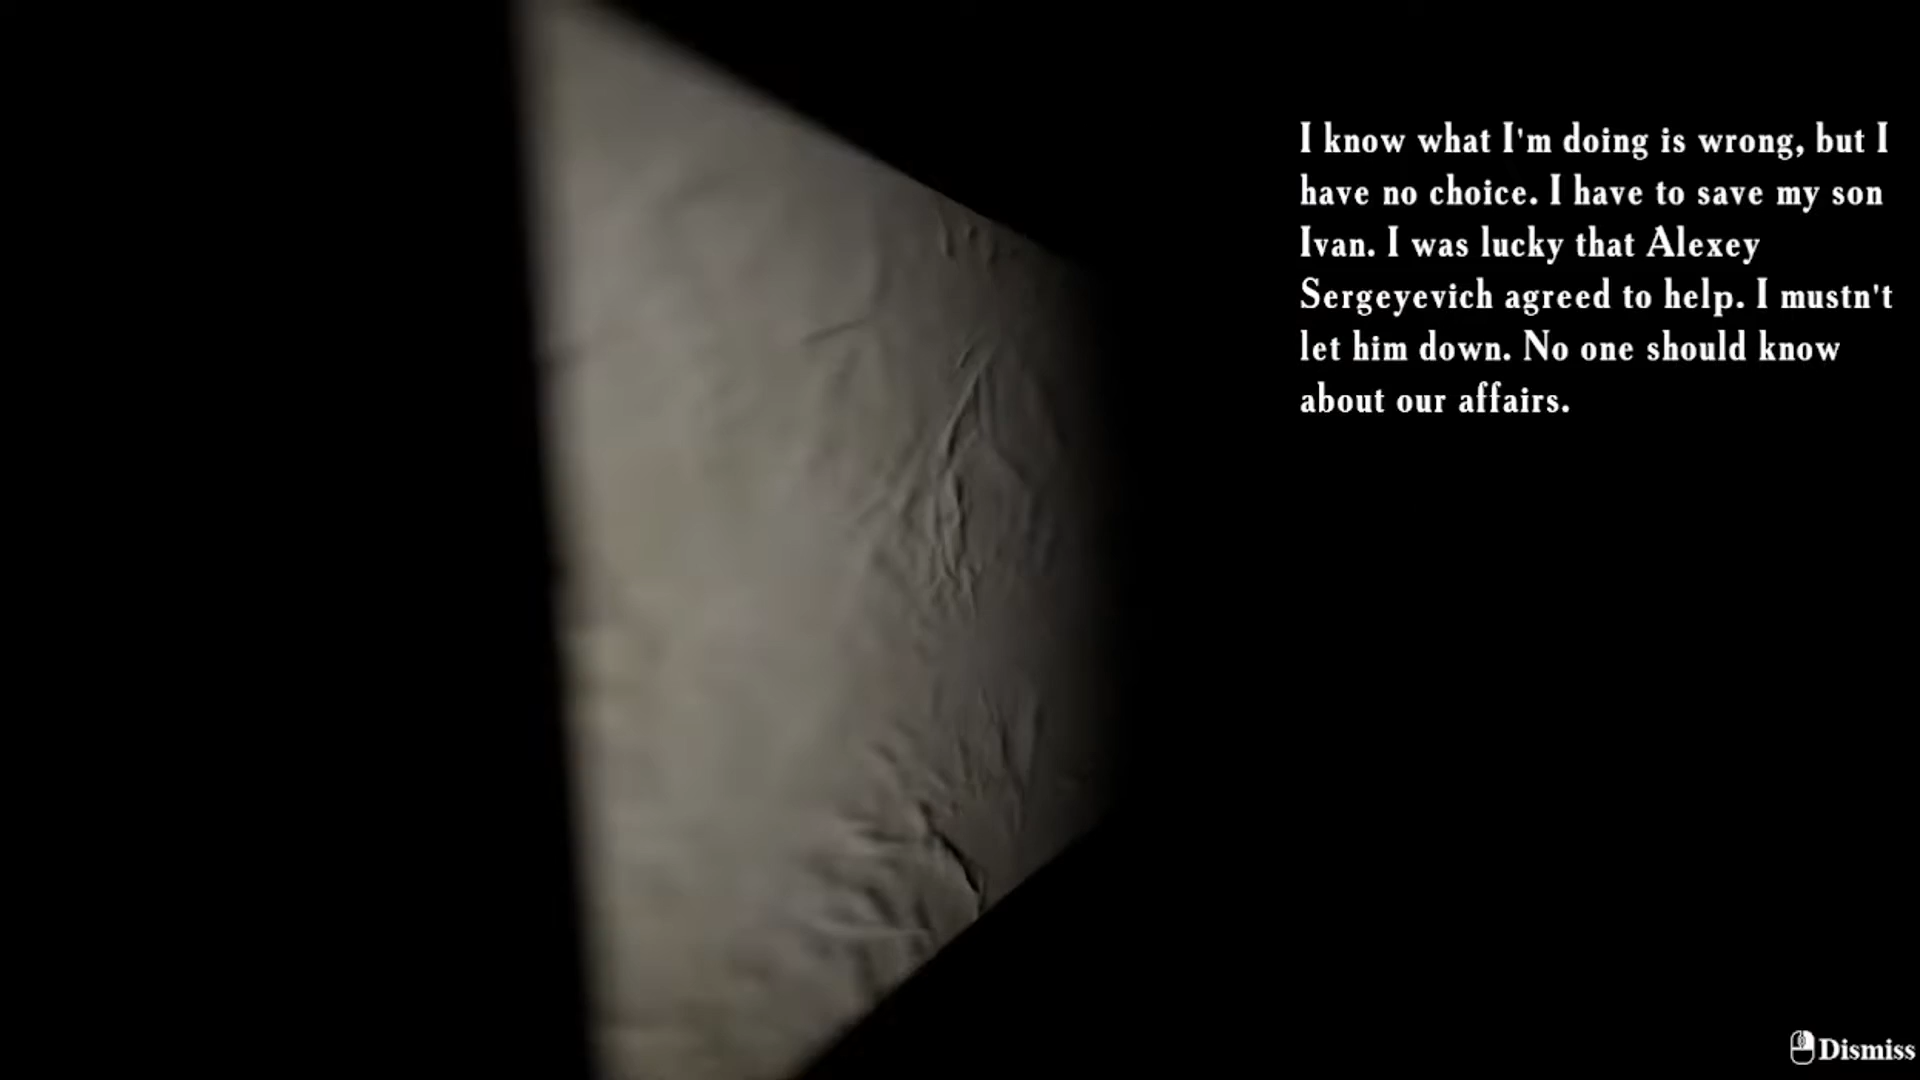 I know what I'm doing is wrong, but I
have no choice. I have to save my son
Ivan. I was lucky that Alexey
Sergeyevich agreed to help. I mustn't
let him down. No one should know
about our affairs.
Dismiss